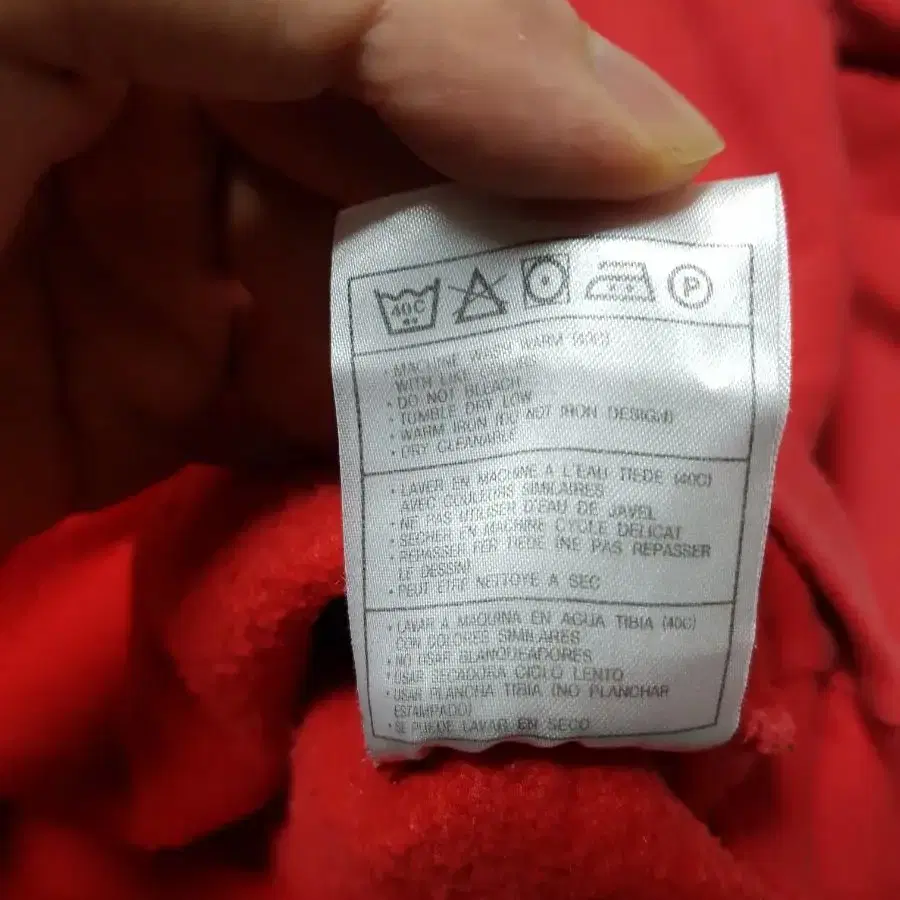 40C P
• MACHINE WASH WARM (40C)
WITH LIKE COLORS
• DO NOT BLEACH
• TUMBLE DRY LOW
• WARM IRON (DO NOT IRON DESIGN)
• DRY CLEANABLE
• LAVER EN MACHINE A L'EAU TIEDE (40C)
AVEC COULEURS SIMILAIRES
• NE PAS UTILISER D'EAU DE JAVEL
• SECHER EN MACHINE CYCLE DELICAT
REPASSER FER TIEDE (NE PAS REPASSER
LE DESSIN)
• PEUT ETRE NETTOYE A SEC
• LAVAR A MAQUINA EN AGUA TIBIA (40C)
CON COLORES SIMILARES
• NO USAR BLANQUEADORES
• USAR SECADORA CICLO LENTO
• USAR PLANCHA TIBIA (NO PLANCHAR
ESTAMPADO)
• SE PUEDE LAVAR EN SECO